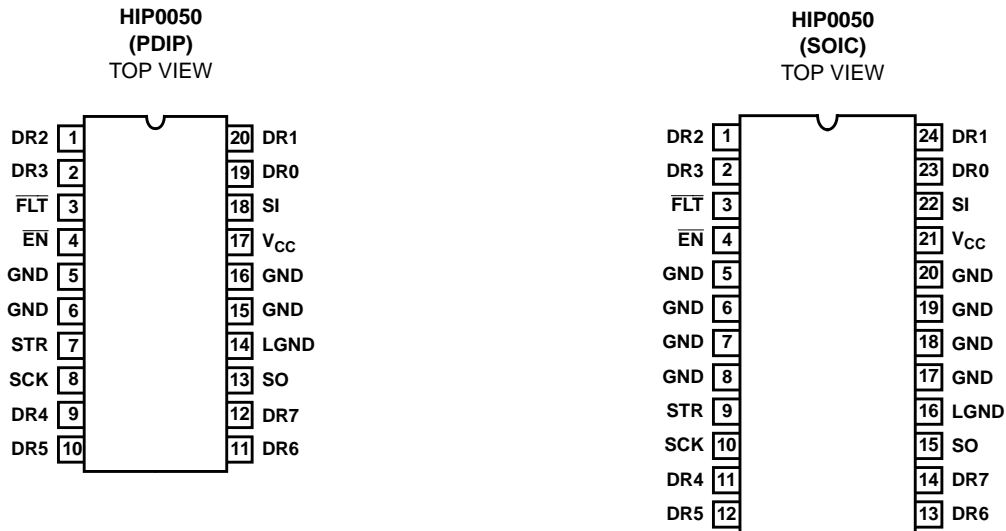 HIP0050
(PDIP)
TOP VIEW
DR2 1 20 DR1
DR3 2 19 DR0
FLT 3 18 SI
EN 4 17 VCC
GND 5 16 GND
GND 6 15 GND
STR 7 14 LGND
SCK 8 13 SO
DR4 9 12 DR7
DR5 10 11 DR6
HIP0050
(SOIC)
TOP VIEW
DR2 1 24 DR1
DR3 2 23 DR0
FLT 3 22 SI
EN 4 21 VCC
GND 5 20 GND
GND 6 19 GND
GND 7 18 GND
GND 8 17 GND
STR 9 16 LGND
SCK 10 15 SO
DR4 11 14 DR7
DR5 12 13 DR6